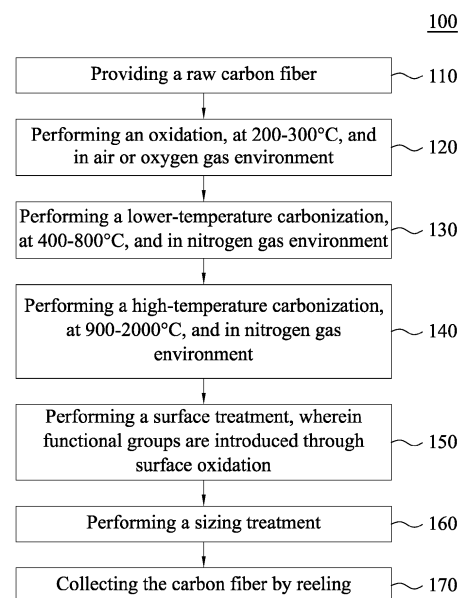 100
Providing a raw carbon fiber 110
Performing an oxidation, at 200-300°C, and
in air or oxygen gas environment 120
Performing a lower-temperature carbonization,
at 400-800°C, and in nitrogen gas environment 130
Performing a high-temperature carbonization,
at 900-2000°C, and in nitrogen gas
environment 140
Performing a surface treatment, wherein
functional groups are introduced through
surface oxidation 150
Performing a sizing treatment 160
Collecting the carbon fiber by reeling 170